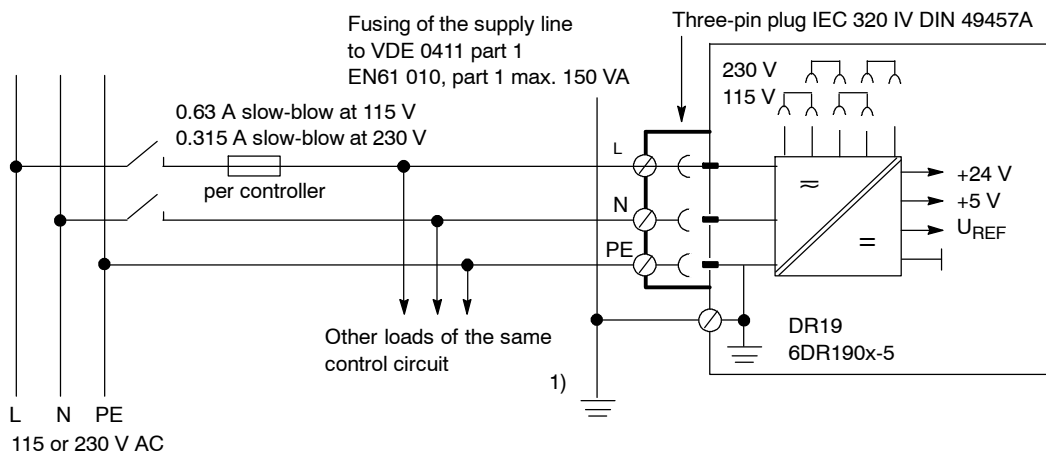 Fusing of the supply line
to VDE 0411 part 1
EN61 010, part 1 max. 150 VA
Three-pin plug IEC 320 IV DIN 49457A
230 V
115 V
0.63 A slow-blow at 115 V
0.315 A slow-blow at 230 V
per controller
L
N
PE
≈
=
+24 V
+5 V
UREF
Other loads of the same
control circuit
DR19
6DR190x-5
1)
L N PE
115 or 230 V AC